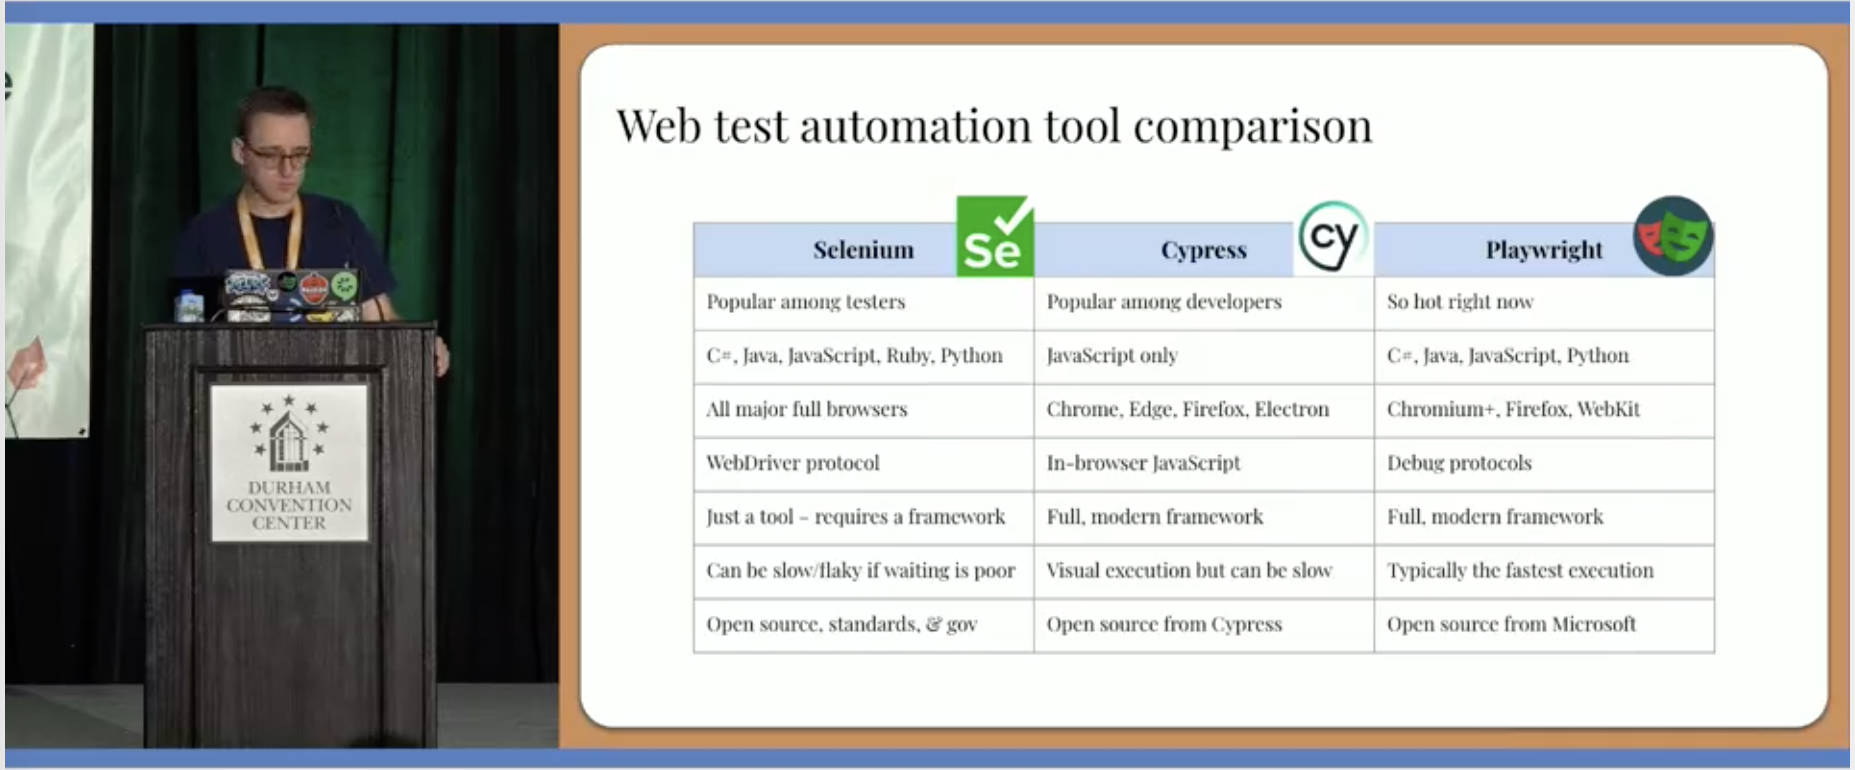 e
DURHAM
CONVENTION
CENTER
Web test automation tool comparison
Selenium Se Cypress cy Playwright
Popular among testers Popular among developers So hot right now
C#, Java, JavaScript, Ruby, Python JavaScript only C#, Java, JavaScript, Python
All major full browsers Chrome, Edge, Firefox, Electron Chromium+, Firefox, WebKit
WebDriver protocol In-browser JavaScript Debug protocols
Just a tool – requires a framework Full, modern framework Full, modern framework
Can be slow/flaky if waiting is poor Visual execution but can be slow Typically the fastest execution
Open source, standards, & gov Open source from Cypress Open source from Microsoft